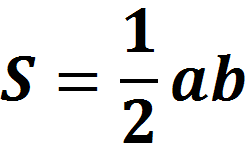 S = 1/2 ab